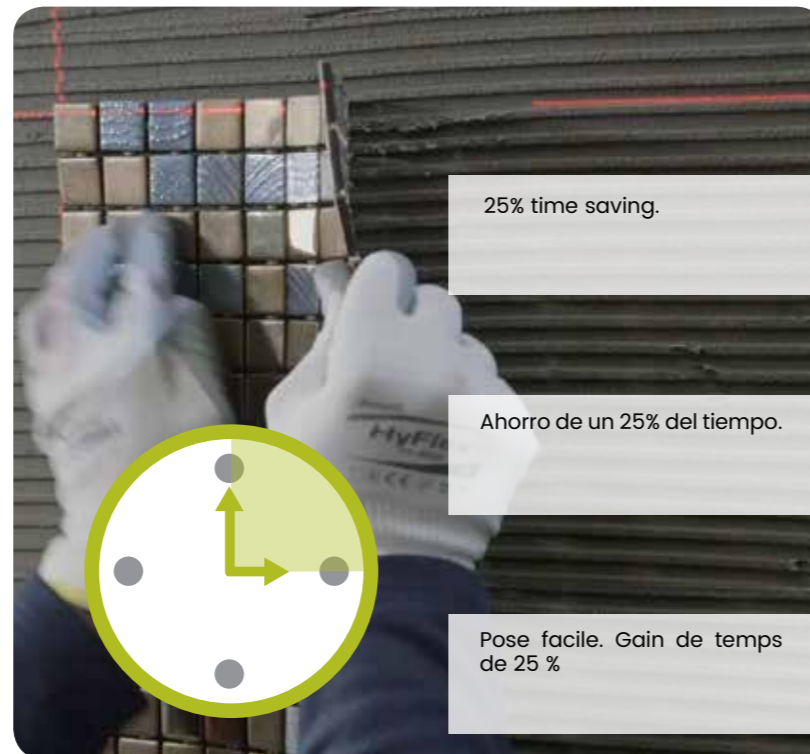 25% time saving.
Ahorro de un 25% del tiempo.
Pose facile. Gain de temps
de 25 %
HyFlex